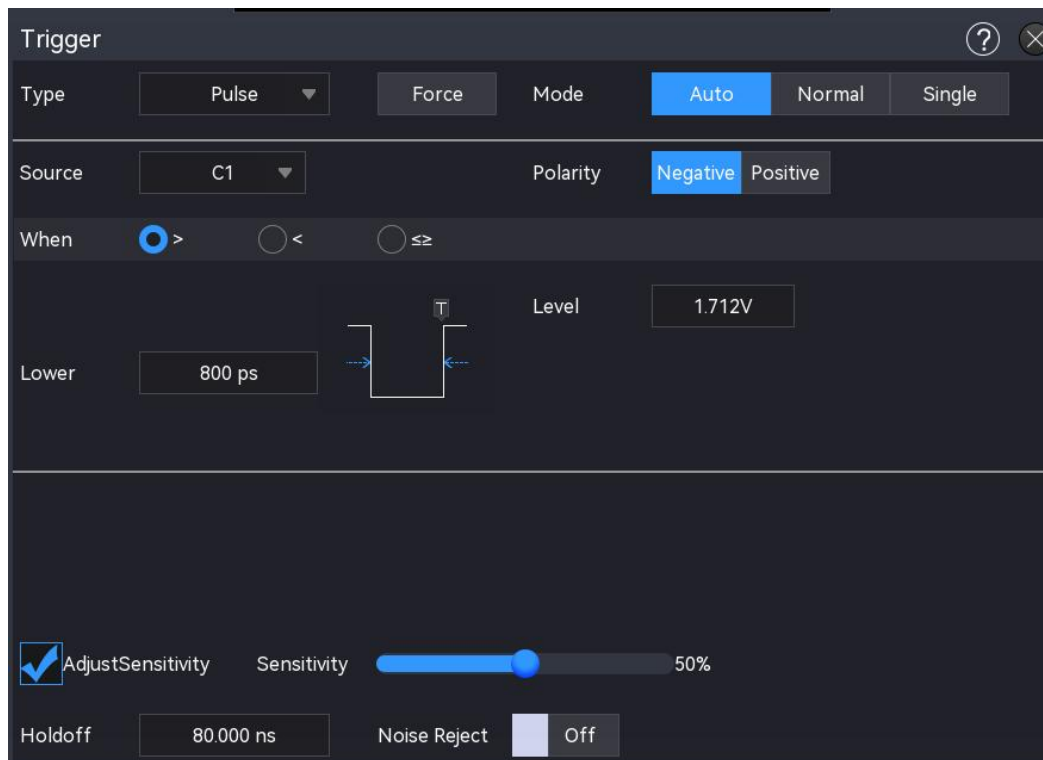 Trigger ?
Type Pulse Force Mode Auto Normal Single
Source C1 Polarity Negative Positive
When > < ≤≥
T
Level 1.712V
Lower 800 ps
AdjustSensitivity Sensitivity 50%
Holdoff 80.000 ns Noise Reject Off